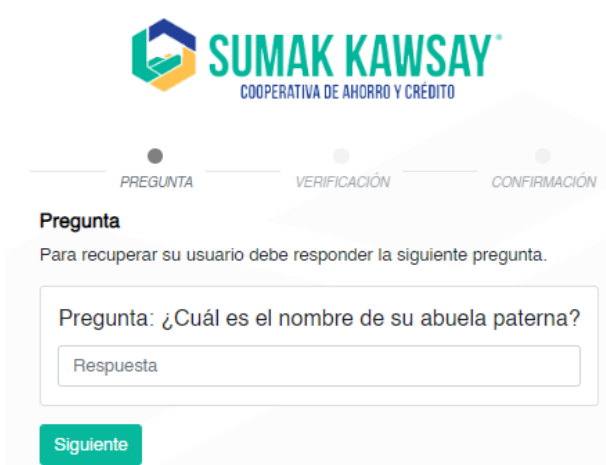 SUMAK KAWSAY
COOPERATIVA DE AHORRO Y CRÉDITO
PREGUNTA VERIFICACIÓN CONFIRMACIÓN
Pregunta
Para recuperar su usuario debe responder la siguiente pregunta.
Pregunta: ¿Cuál es el nombre de su abuela paterna?
Respuesta
Siguiente